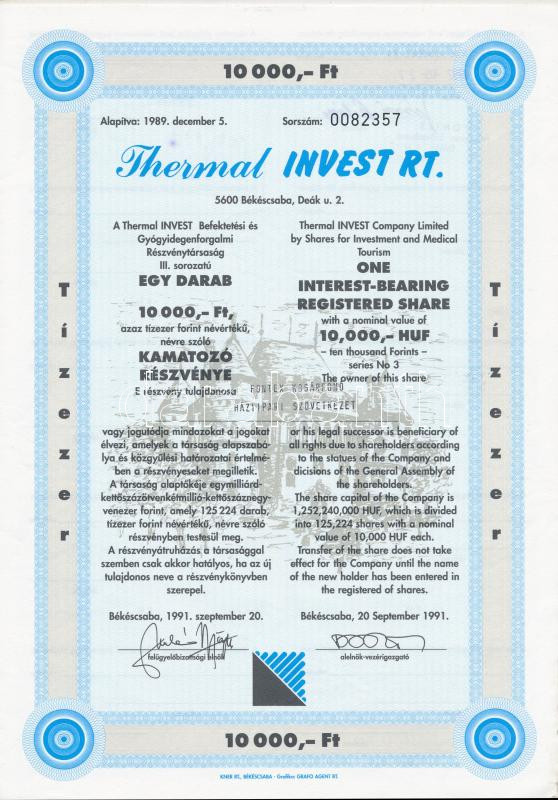 10 000,– Ft
Alapítva: 1989. december 5.
Sorszám: 0082357
Thermal INVEST RT.
5600 Békéscsaba, Deák u. 2.
A Thermal INVEST Befektetési és
Gyógyidegenforgalmi
Részvénytársaság
III. sorozatú
EGY DARAB
10 000,– Ft,
azaz tízezer forint névértékű,
névre szóló
KAMATOZÓ
RÉSZVÉNYE
E részvény tulajdonosa
Thermal INVEST Company Limited
by Shares for Investment and Medical
Tourism
ONE
INTEREST-BEARING
REGISTERED SHARE
with a nominal value of
10,000,– HUF
– ten thousand Forints –
series No 3
The owner of this share
FONTEX KOSÁRFONÓ
HÁZIIPARI SZÖVETKEZET
vagy jogutódja mindazokat a jogokat
élvezi, amelyek a társaság alapszabá-
lya és közgyűlési határozatai értelmé-
ben a részvényeseket megilletik.
A társaság alaptőkéje egymilliárd-
kettőszázötvenkétmillió-kettőszáznegy-
venezer forint, amely 125 224 darab,
tízezer forint névértékű, névre szóló
részvényben testesül meg.
A részvényátruházás a társasággal
szemben csak akkor hatályos, ha az új
tulajdonos neve a részvénykönyvben
szerepel.
or his legal successor is beneficiary of
all rights due to shareholders according
to the statues of the Company and
dicisions of the General Assembly of
the shareholders.
The share capital of the Company is
1,252,240,000 HUF, which is divided
into 125,224 shares with a nominal
value of 10,000 HUF each.
Transfer of the share does not take
effect for the Company until the name
of the new holder has been entered in
the registered of shares.
Békéscsaba, 1991. szeptember 20.
Békéscsaba, 20 September 1991.
felügyelőbizottsági elnök
alelnök-vezérigazgató
Tízezer
Tízezer
10 000,– Ft
KNER RT., BÉKÉSCSABA · Grafika: GRAFO AGENT RT.